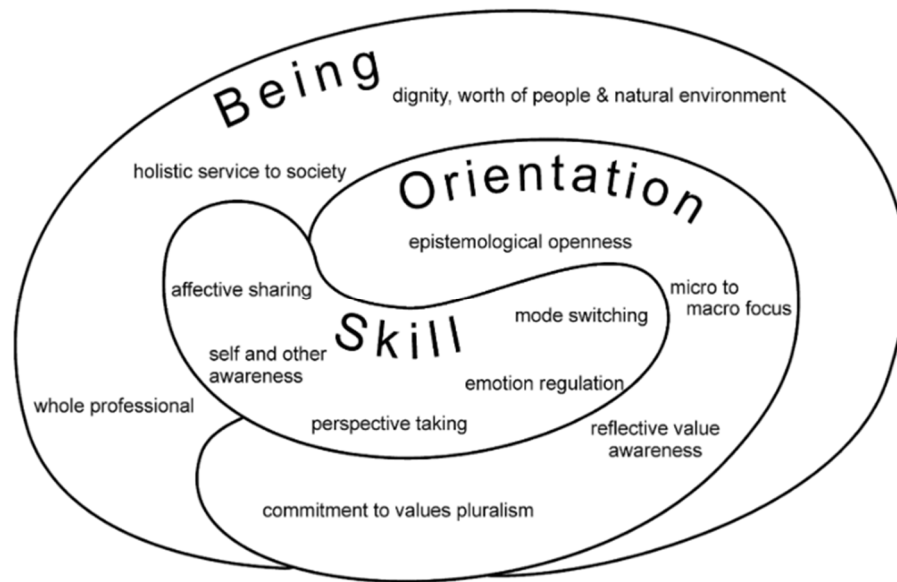 Being
dignity, worth of people & natural environment
holistic service to society
Orientation
epistemological openness
affective sharing
micro to
macro focus
mode switching
Skill
self and other
awareness
emotion regulation
whole professional
perspective taking
reflective value
awareness
commitment to values pluralism